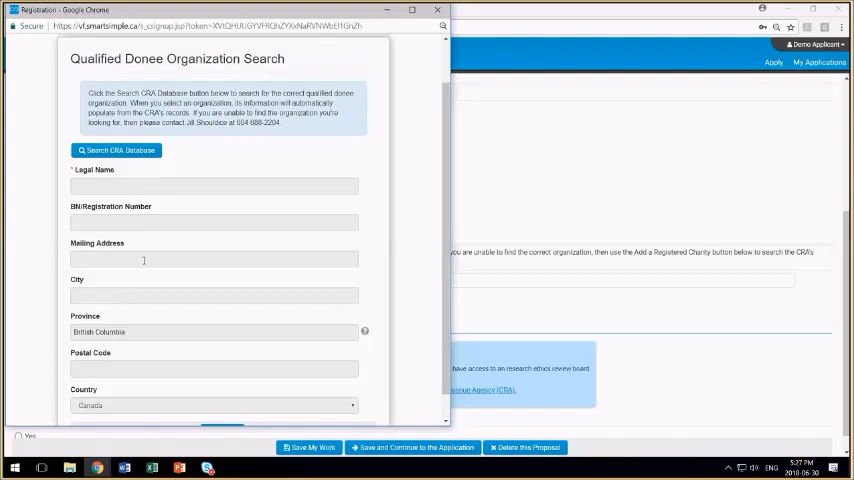 Registration - Google Chrome
Secure https://vf.smartsimple.ca/s_csignup.jsp?token=XVtQHUUGYVFRQhZYXxNaRVNWbEl1GnZh
Demo Applicant
Apply My Applications
Qualified Donee Organization Search
Click the Search CRA Database button below to search for the correct qualified donee
organization. When you select an organization, its information will automatically
populate from the CRA's records. If you are unable to find the organization you're
looking for, then please contact Jill Shouldice at 604 688-2204.
Search CRA Database
* Legal Name
BN/Registration Number
Mailing Address
you are unable to find the correct organization, then use the Add a Registered Charity button below to search the CRA's
City
Province
British Columbia
Postal Code
have access to an research ethics review board.
venue Agency (CRA).
Country
Canada
Yes
Save My Work Save and Continue to the Application Delete this Proposal
ENG
5:27 PM
2018-06-30